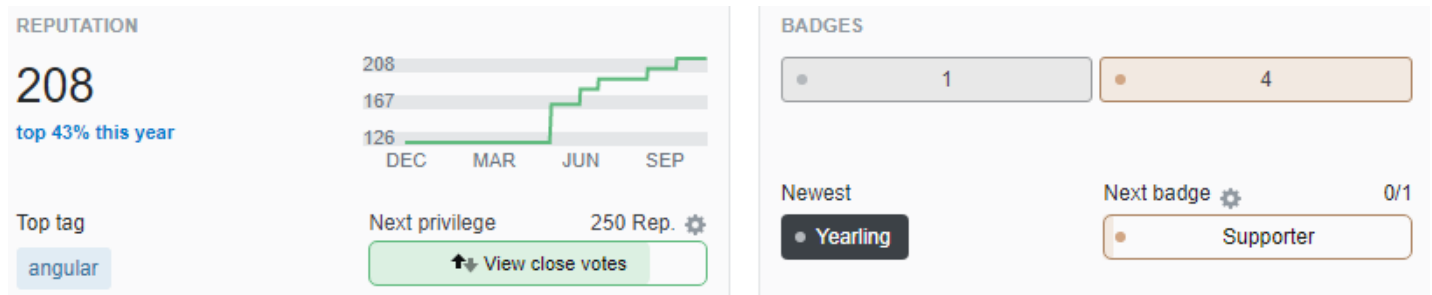 REPUTATION
208
top 43% this year
208
167
126
DEC MAR JUN SEP
Top tag
angular
Next privilege 250 Rep.
View close votes
BADGES
1 4
Newest
Yearling
Next badge 0/1
Supporter